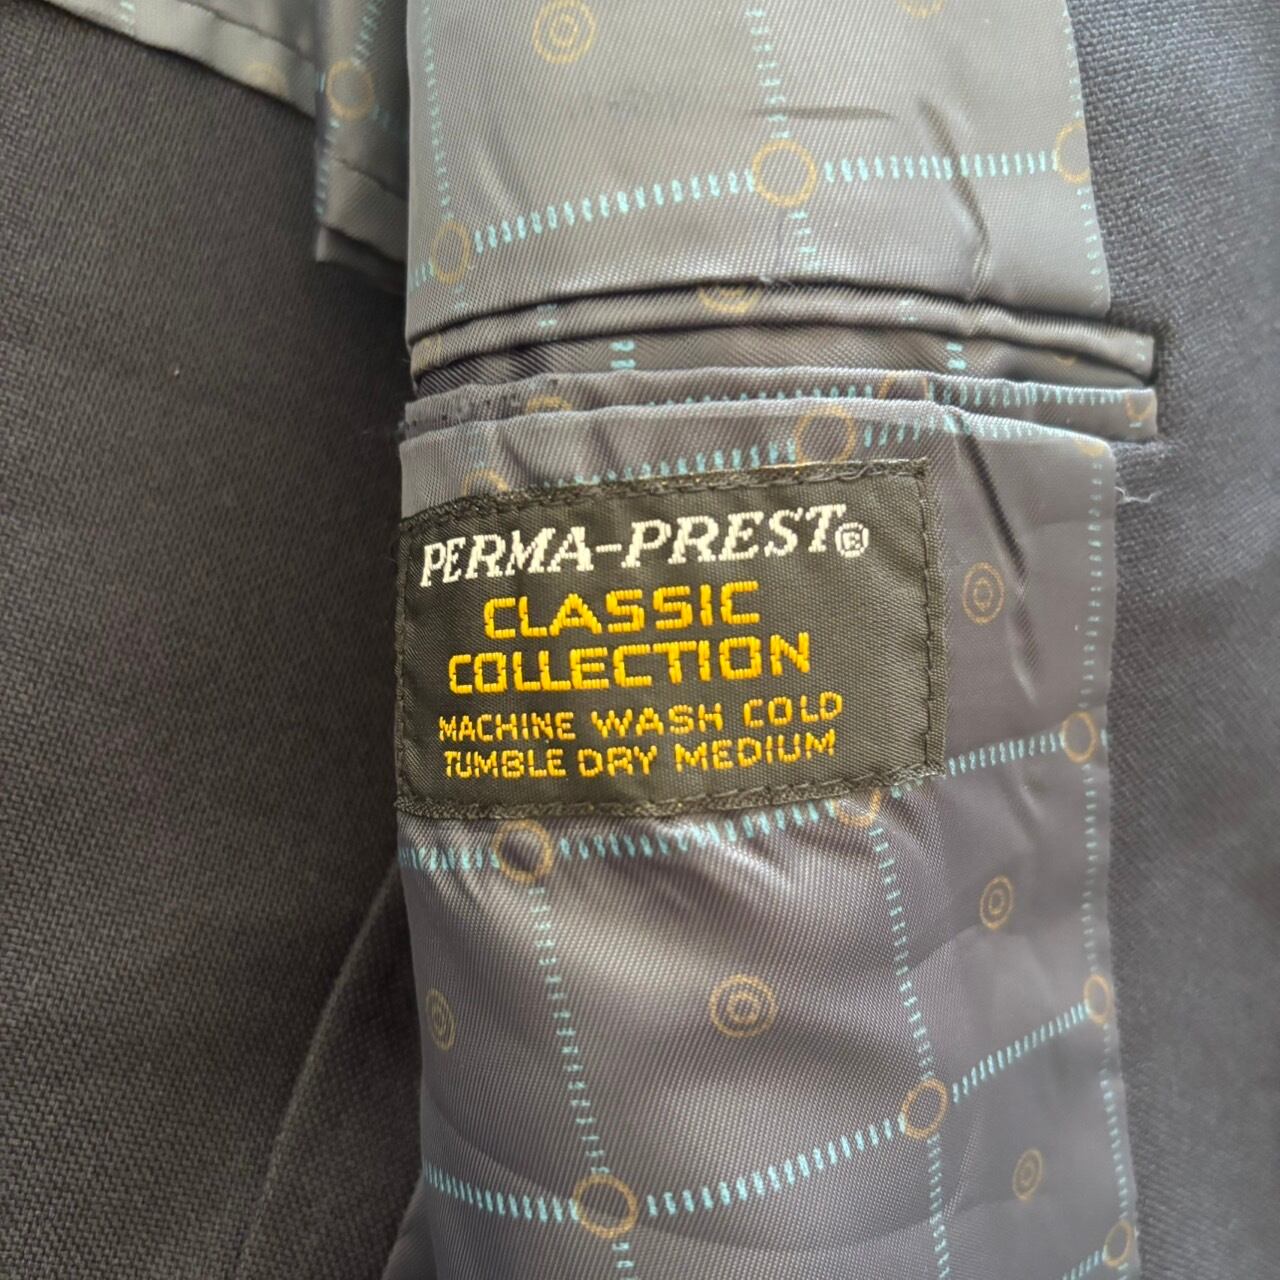 PERMA-PREST®
CLASSIC
COLLECTION
MACHINE WASH COLD
TUMBLE DRY MEDIUM